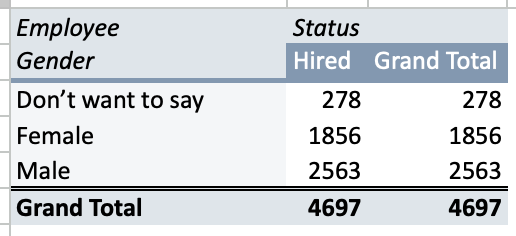 Employee Status
Gender Hired Grand Total
Don’t want to say 278 278
Female 1856 1856
Male 2563 2563
Grand Total 4697 4697